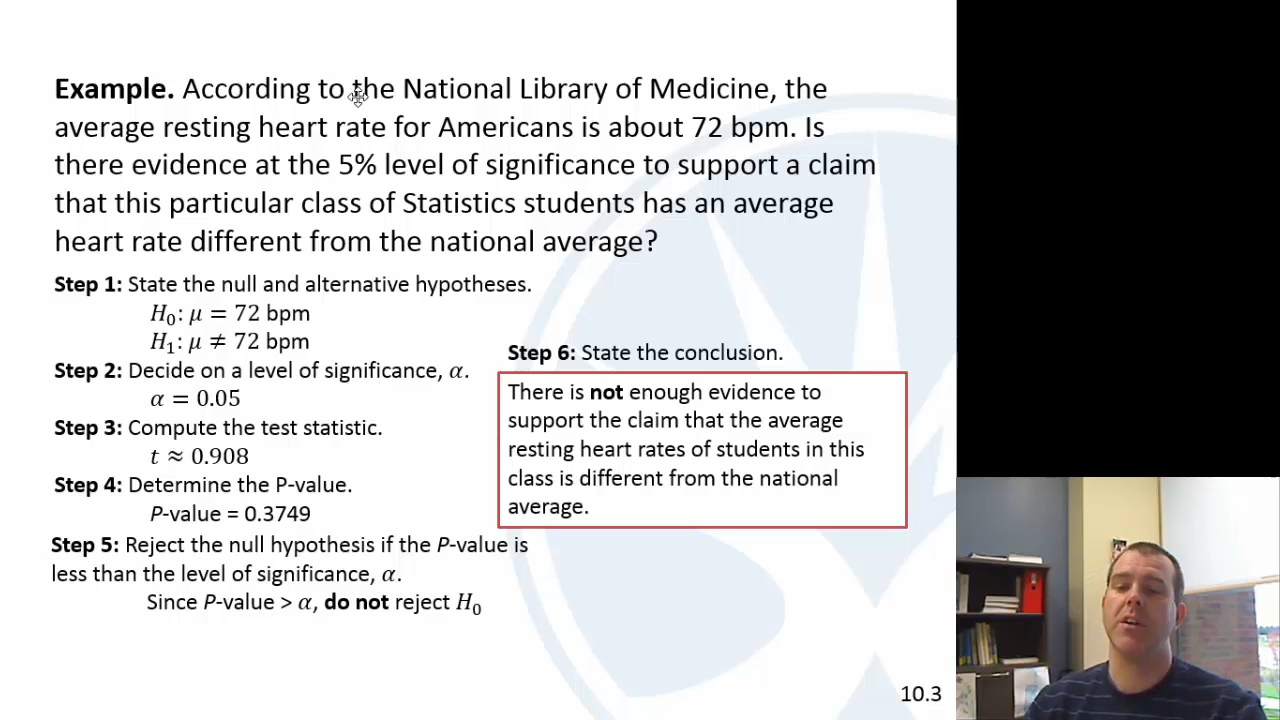 Example. According to the National Library of Medicine, the
average resting heart rate for Americans is about 72 bpm. Is
there evidence at the 5% level of significance to support a claim
that this particular class of Statistics students has an average
heart rate different from the national average?
Step 1: State the null and alternative hypotheses.
H₀: μ = 72 bpm
H₁: μ ≠ 72 bpm
Step 2: Decide on a level of significance, α.
α = 0.05
Step 3: Compute the test statistic.
t ≈ 0.908
Step 4: Determine the P-value.
P-value = 0.3749
Step 5: Reject the null hypothesis if the P-value is
less than the level of significance, α.
Since P-value > α, do not reject H₀
Step 6: State the conclusion.
There is not enough evidence to
support the claim that the average
resting heart rates of students in this
class is different from the national
average.
10.3